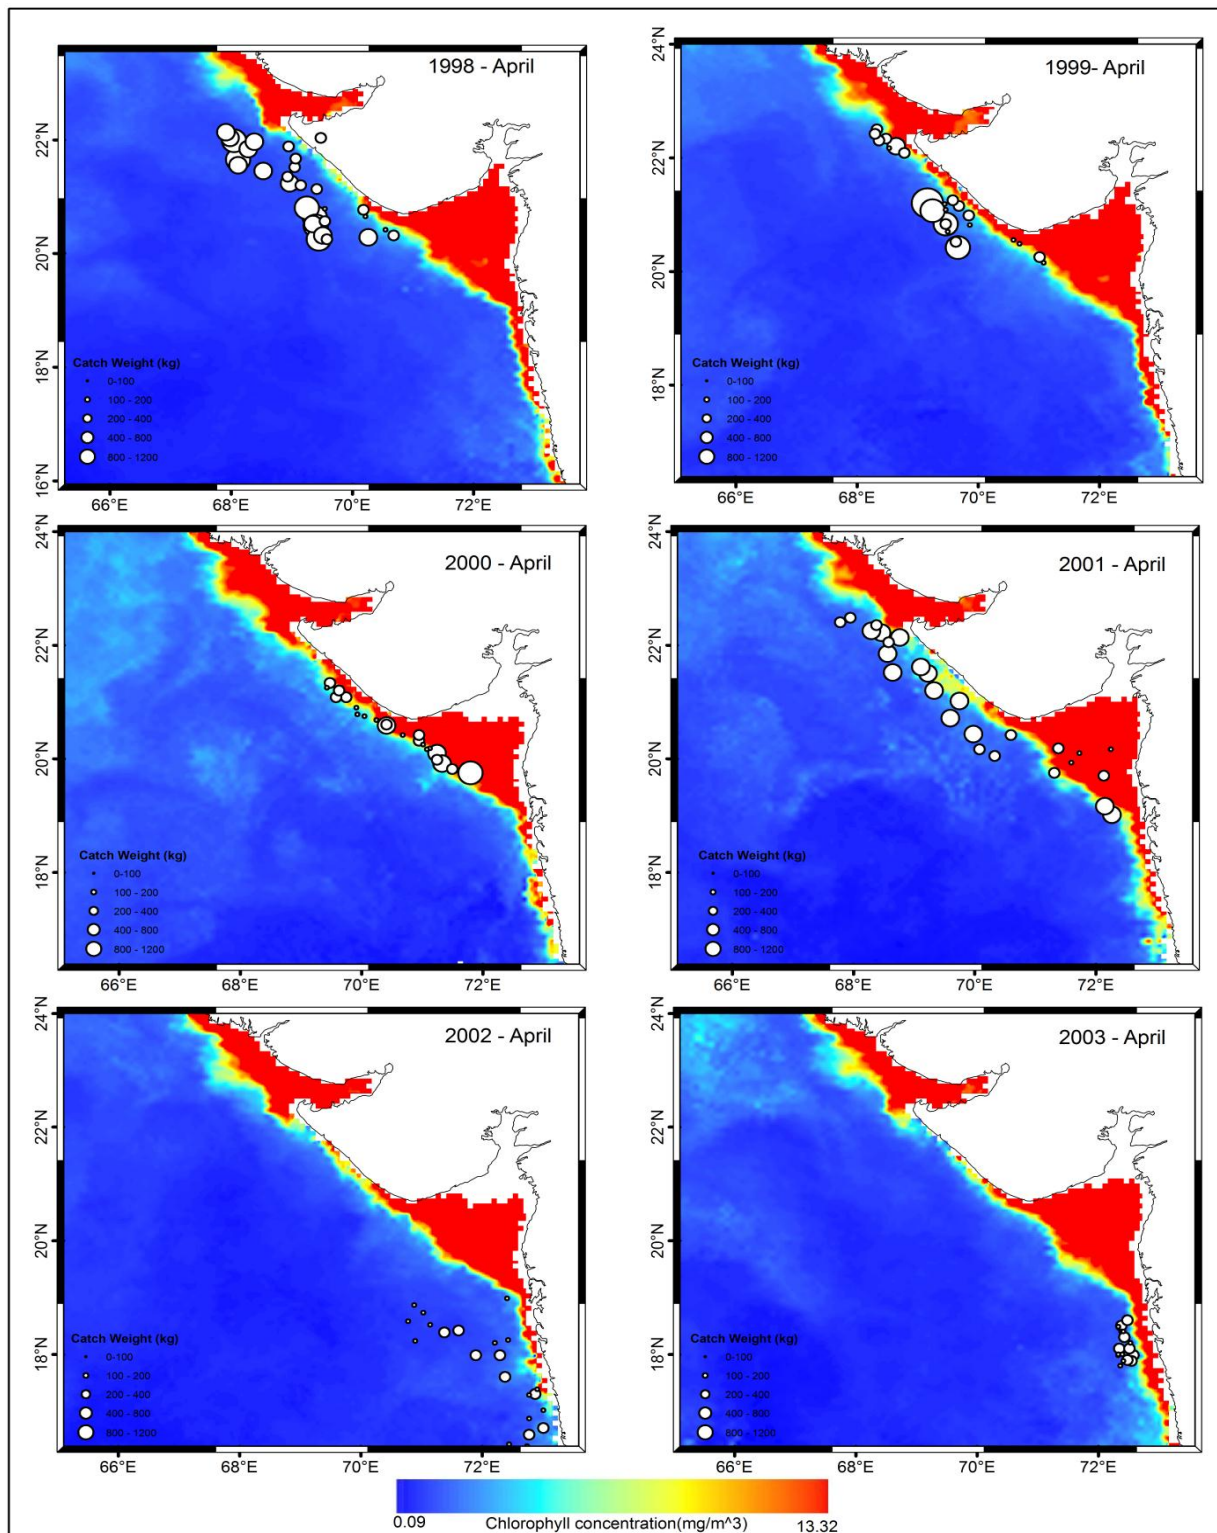 1998 - April
22°N
20°N
18°N
16°N
Catch Weight (kg)
0-100
100 - 200
200 - 400
400 - 800
800 - 1200
66°E 68°E 70°E 72°E
1999- April
24°N
22°N
20°N
18°N
Catch Weight (kg)
0-100
100 - 200
200 - 400
400 - 800
800 - 1200
66°E 68°E 70°E 72°E
2000 - April
24°N
22°N
20°N
18°N
Catch Weight (kg)
0-100
100 - 200
200 - 400
400 - 800
800 - 1200
66°E 68°E 70°E 72°E
2001 - April
24°N
22°N
20°N
18°N
Catch Weight (kg)
0-100
100 - 200
200 - 400
400 - 800
800 - 1200
66°E 68°E 70°E 72°E
2002 - April
24°N
22°N
20°N
18°N
Catch Weight (kg)
0-100
100 - 200
200 - 400
400 - 800
800 - 1200
66°E 68°E 70°E 72°E
2003 - April
24°N
22°N
20°N
18°N
Catch Weight (kg)
0-100
100 - 200
200 - 400
400 - 800
800 - 1200
66°E 68°E 70°E 72°E
0.09 Chlorophyll concentration(mg/m^3) 13.32